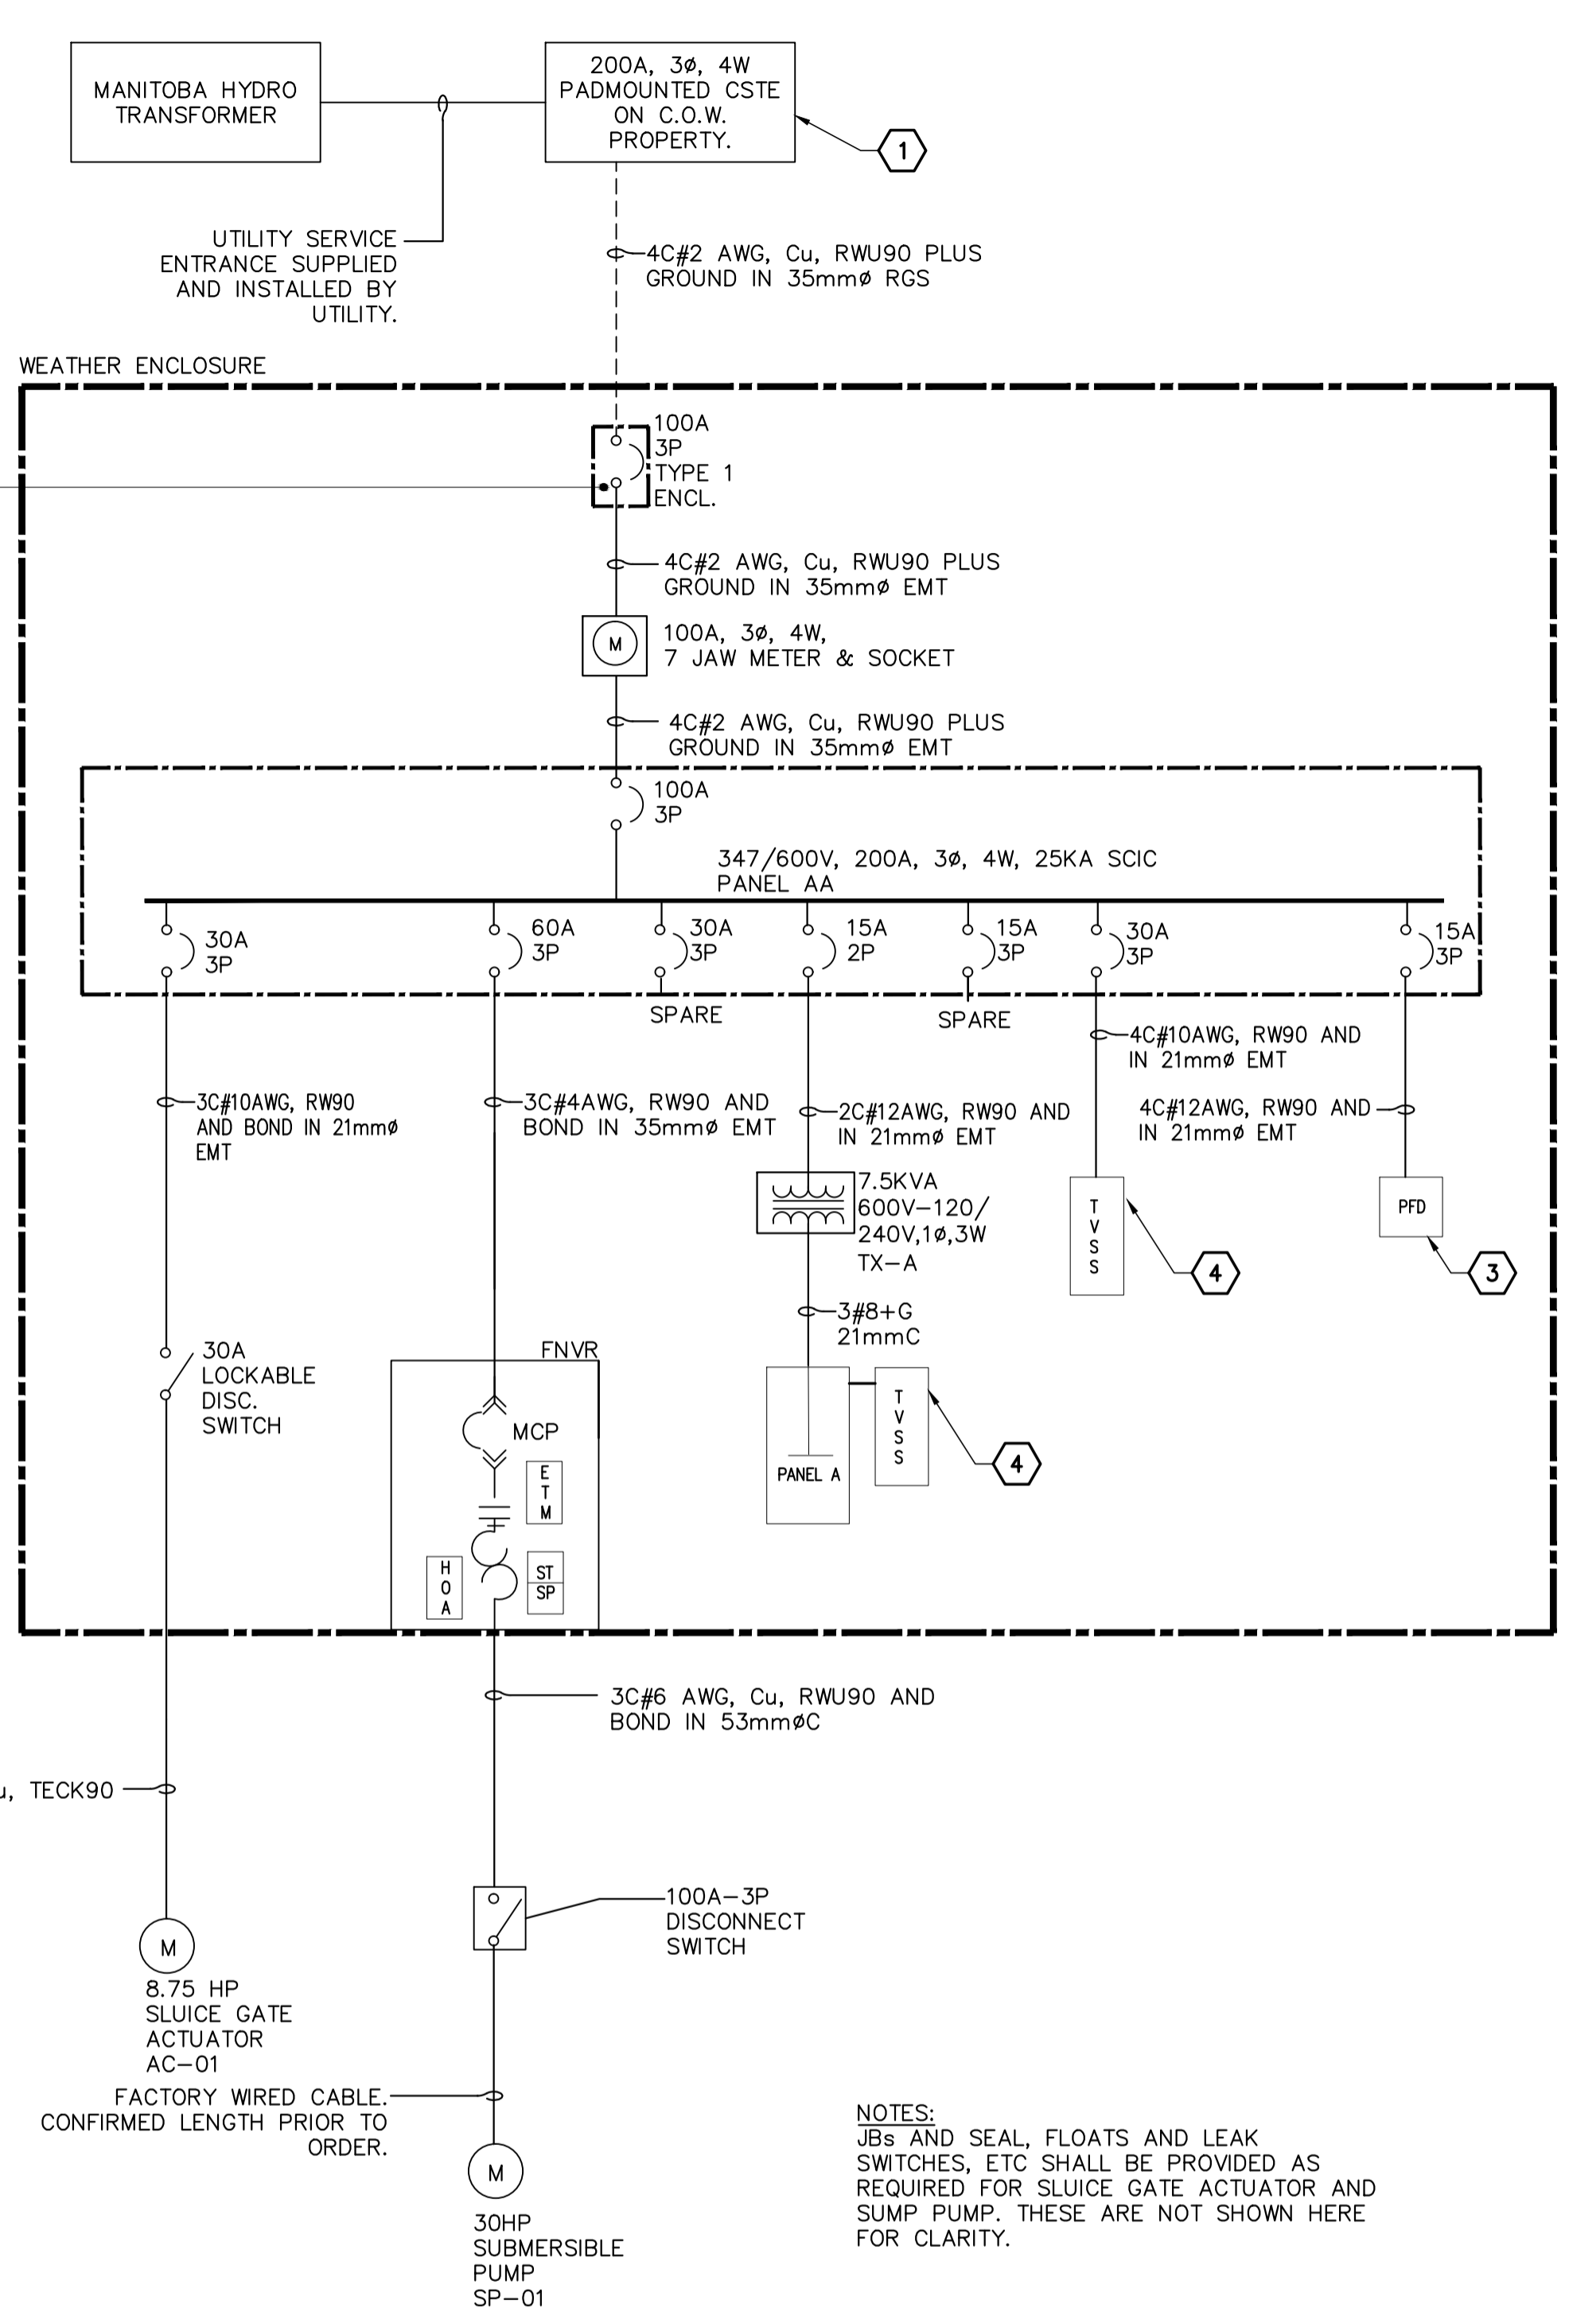 MANITOBA HYDRO
TRANSFORMER
200A, 3ø, 4W
PADMOUNTED CSTE
ON C.O.W.
PROPERTY.
1
UTILITY SERVICE
ENTRANCE SUPPLIED
AND INSTALLED BY
UTILITY.
4C#2 AWG, Cu, RWU90 PLUS
GROUND IN 35mmø RGS
WEATHER ENCLOSURE
100A
3P
TYPE 1
ENCL.
4C#2 AWG, Cu, RWU90 PLUS
GROUND IN 35mmø EMT
M
100A, 3ø, 4W,
7 JAW METER & SOCKET
4C#2 AWG, Cu, RWU90 PLUS
GROUND IN 35mmø EMT
100A
3P
347/600V, 200A, 3ø, 4W, 25KA SCIC
PANEL AA
30A
3P
60A
3P
30A
3P
15A
2P
15A
3P
30A
3P
15A
3P
SPARE
SPARE
3C#10AWG, RW90
AND BOND IN 21mmø
EMT
3C#4AWG, RW90 AND
BOND IN 35mmø EMT
2C#12AWG, RW90 AND
IN 21mmø EMT
4C#10AWG, RW90 AND
IN 21mmø EMT
4C#12AWG, RW90 AND
IN 21mmø EMT
7.5KVA
600V-120/
240V,1ø,3W
TX-A
T
V
S
S
4
PFD
3
3#8+G
21mmC
30A
LOCKABLE
DISC.
SWITCH
FNVR
MCP
E
T
M
H
O
A
ST
SP
PANEL A
T
V
S
S
4
3C#6 AWG, Cu, RWU90 AND
BOND IN 53mmøC
, TECK90
100A-3P
DISCONNECT
SWITCH
M
8.75 HP
SLUICE GATE
ACTUATOR
AC-01
FACTORY WIRED CABLE.
CONFIRMED LENGTH PRIOR TO
ORDER.
M
30HP
SUBMERSIBLE
PUMP
SP-01
NOTES:
JBs AND SEAL, FLOATS AND LEAK
SWITCHES, ETC SHALL BE PROVIDED AS
REQUIRED FOR SLUICE GATE ACTUATOR AND
SUMP PUMP. THESE ARE NOT SHOWN HERE
FOR CLARITY.